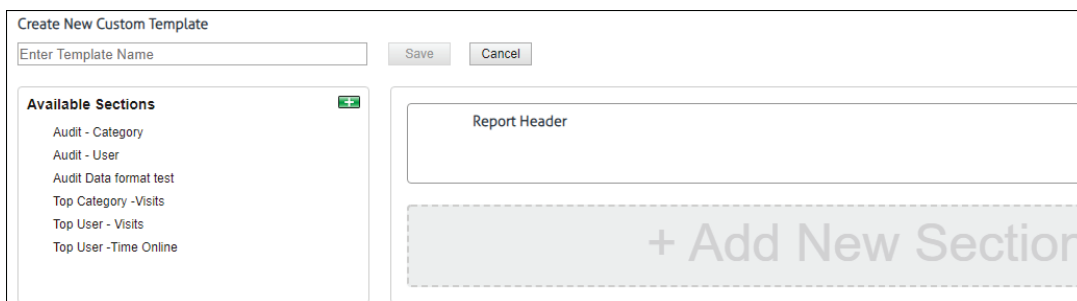 Create New Custom Template
Enter Template Name
Save
Cancel
Available Sections
Audit - Category
Audit - User
Audit Data format test
Top Category -Visits
Top User - Visits
Top User -Time Online
Report Header
+ Add New Section